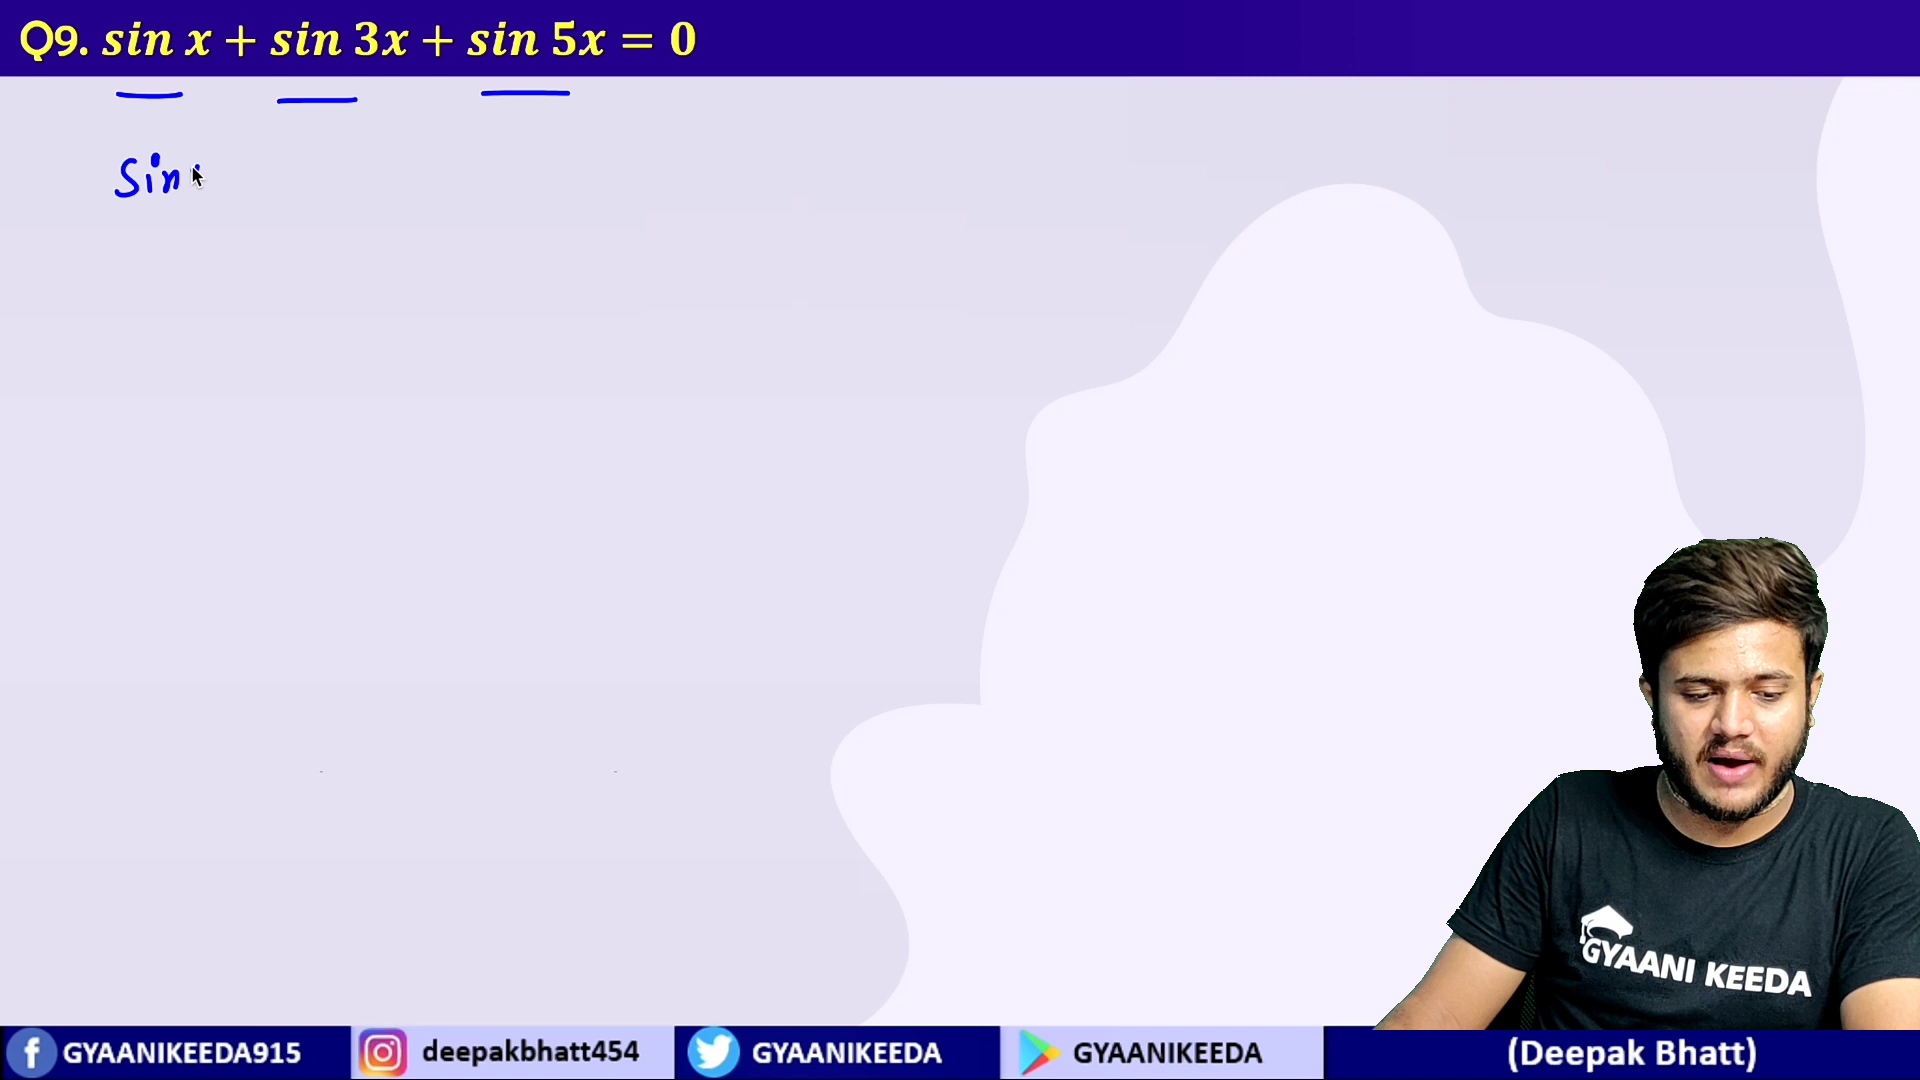 Q9. sin x + sin 3x + sin 5x = 0
Sin
GYAANI KEEDA
GYAANIKEEDA915 deepakbhatt454 GYAANIKEEDA GYAANIKEEDA (Deepak Bhatt)